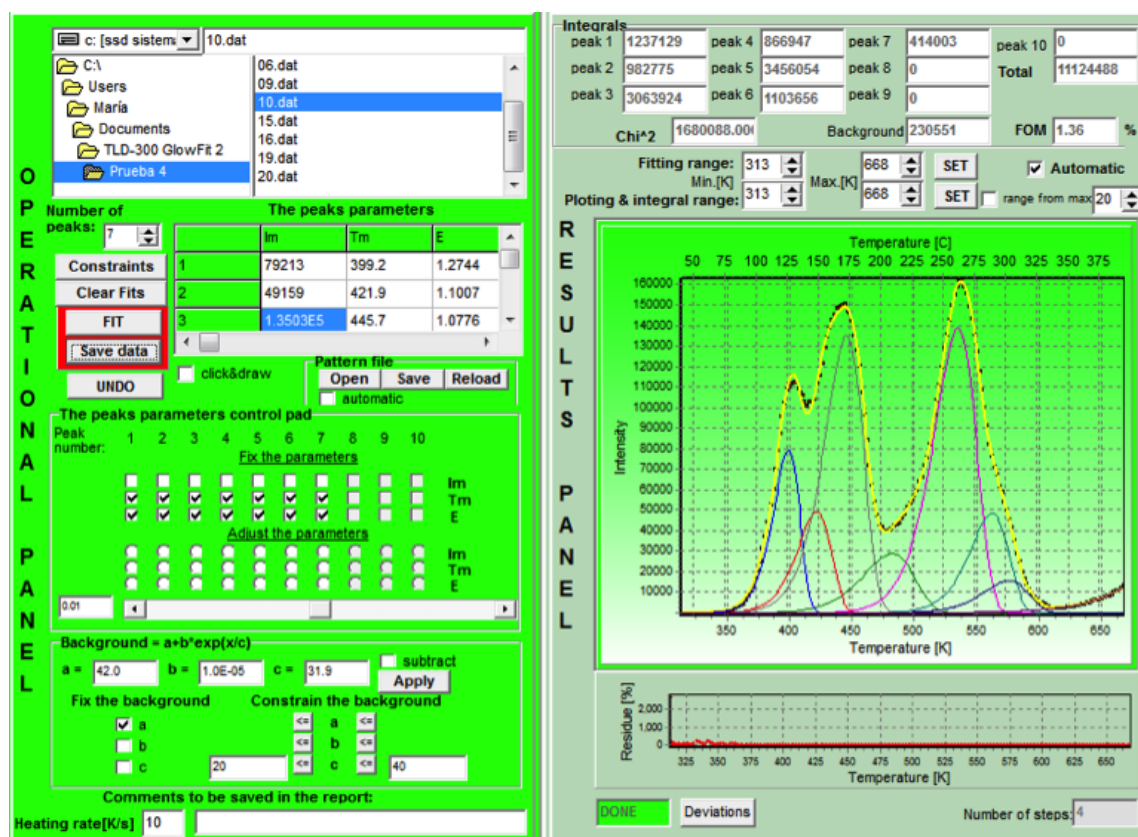 c: [ssd sistema
10.dat
C:\
Users
María
Documents
TLD-300 GlowFit 2
Prueba 4
06.dat
09.dat
10.dat
15.dat
16.dat
19.dat
20.dat
OPERATIONAL PANEL
Number of peaks: 7
The peaks parameters
Im Tm E
1 79213 399.2 1.2744
2 49159 421.9 1.1007
3 1.3503E5 445.7 1.0776
Constraints
Clear Fits
FIT
Save data
UNDO
click&draw
Pattern file
Open Save Reload
automatic
The peaks parameters control pad
Peak number: 1 2 3 4 5 6 7 8 9 10
Fix the parameters
Im
Tm
E
Adjust the parameters
Im
Tm
E
0.01
Background = a+b*exp(x/c)
a = 42.0 b = 1.0E-05 c = 31.9
subtract
Apply
Fix the background Constrain the background
a <= a <=
b <= b <=
c 20 <= c <= 40
Comments to be saved in the report:
Heating rate[K/s] 10
Integrals
peak 1 1237129 peak 4 866947 peak 7 414003 peak 10 0
peak 2 982775 peak 5 3456054 peak 8 0 Total 11124488
peak 3 3063924 peak 6 1103656 peak 9 0
Chi^2 1680088.00 Background 230551 FOM 1.36 %
Fitting range: 313 668 SET Automatic
Min.[K] Max.[K]
Ploting & integral range: 313 668 SET range from max 20
RESULTS PANEL
Temperature [C]
50 75 100 125 150 175 200 225 250 275 300 325 350 375
Intensity
160000
150000
140000
130000
120000
110000
100000
90000
80000
70000
60000
50000
40000
30000
20000
10000
350 400 450 500 550 600 650
Temperature [K]
Residue [%]
2.000
1.000
0
325 350 375 400 425 450 475 500 525 550 575 600 625 650
Temperature [K]
DONE
Deviations
Number of steps: 4